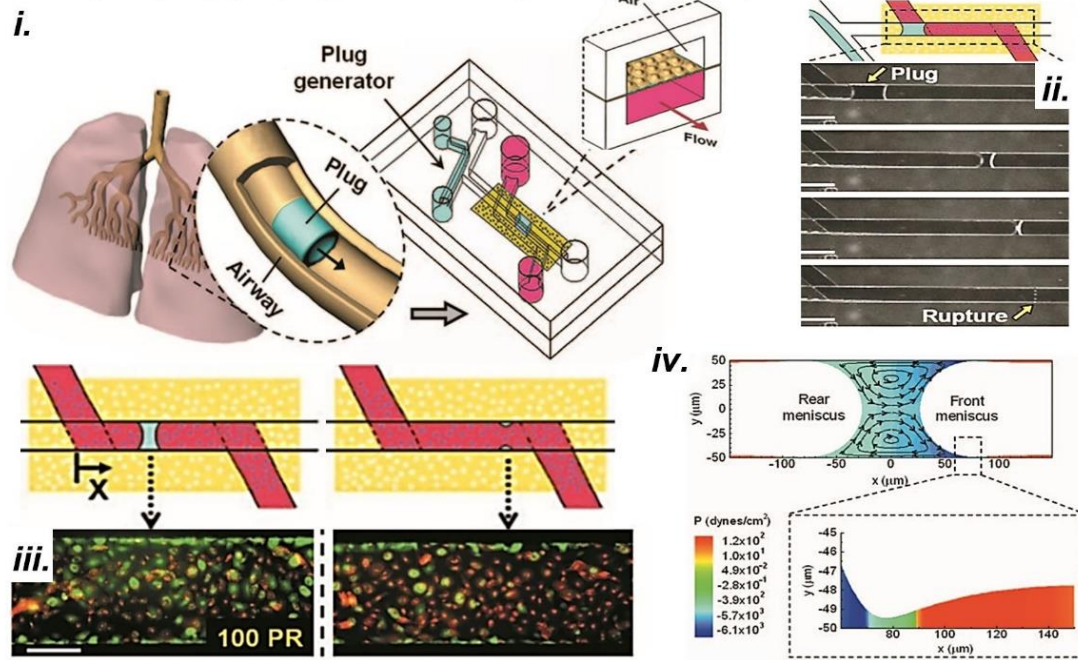 i.
Plug
generator
Air
Flow
Plug
Airway
ii.
Plug
Rupture
X
iii.
100 PR
iv.
50
25
0
-25
-50
y (μm)
Rear
meniscus
Front
meniscus
-100
-50
0
50
100
x (μm)
P (dynes/cm²)
1.2x10²
1.0x10¹
4.9x10⁻²
-2.8x10⁻¹
-3.9x10²
-5.7x10³
-6.1x10³
-45
-46
-47
-48
-49
-50
y (μm)
80
100
120
140
x (μm)